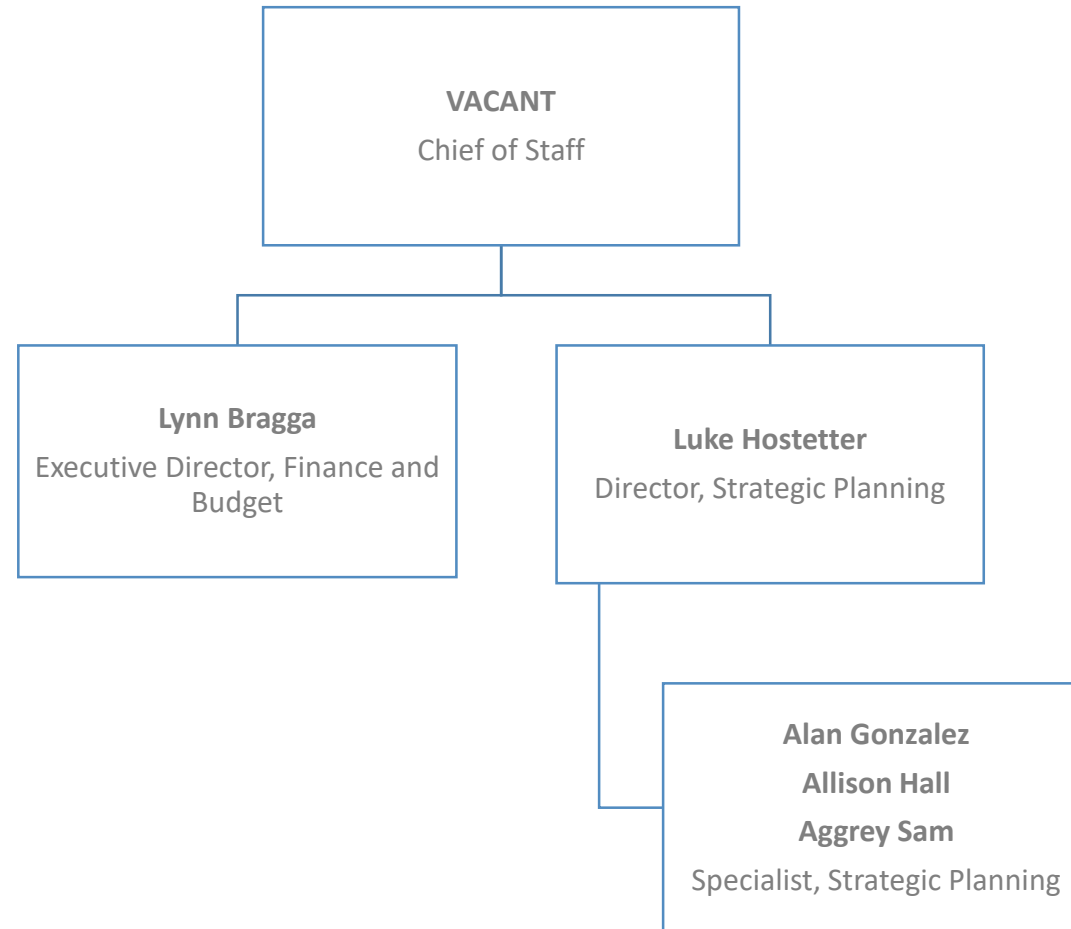 VACANT
Chief of Staff
Lynn Bragga
Executive Director, Finance and
Budget
Luke Hostetter
Director, Strategic Planning
Alan Gonzalez
Allison Hall
Aggrey Sam
Specialist, Strategic Planning